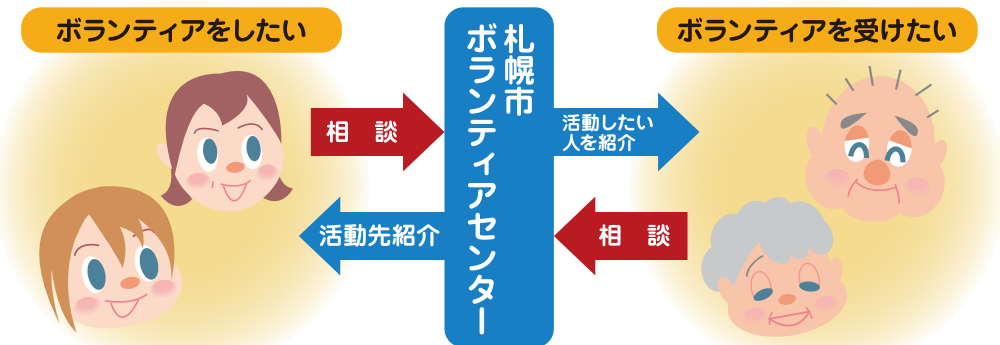 ボランティアをしたい
ボランティアを受けたい
札幌市
ボランティアセンター
相 談
活動したい
人を紹介
活動先紹介
相 談